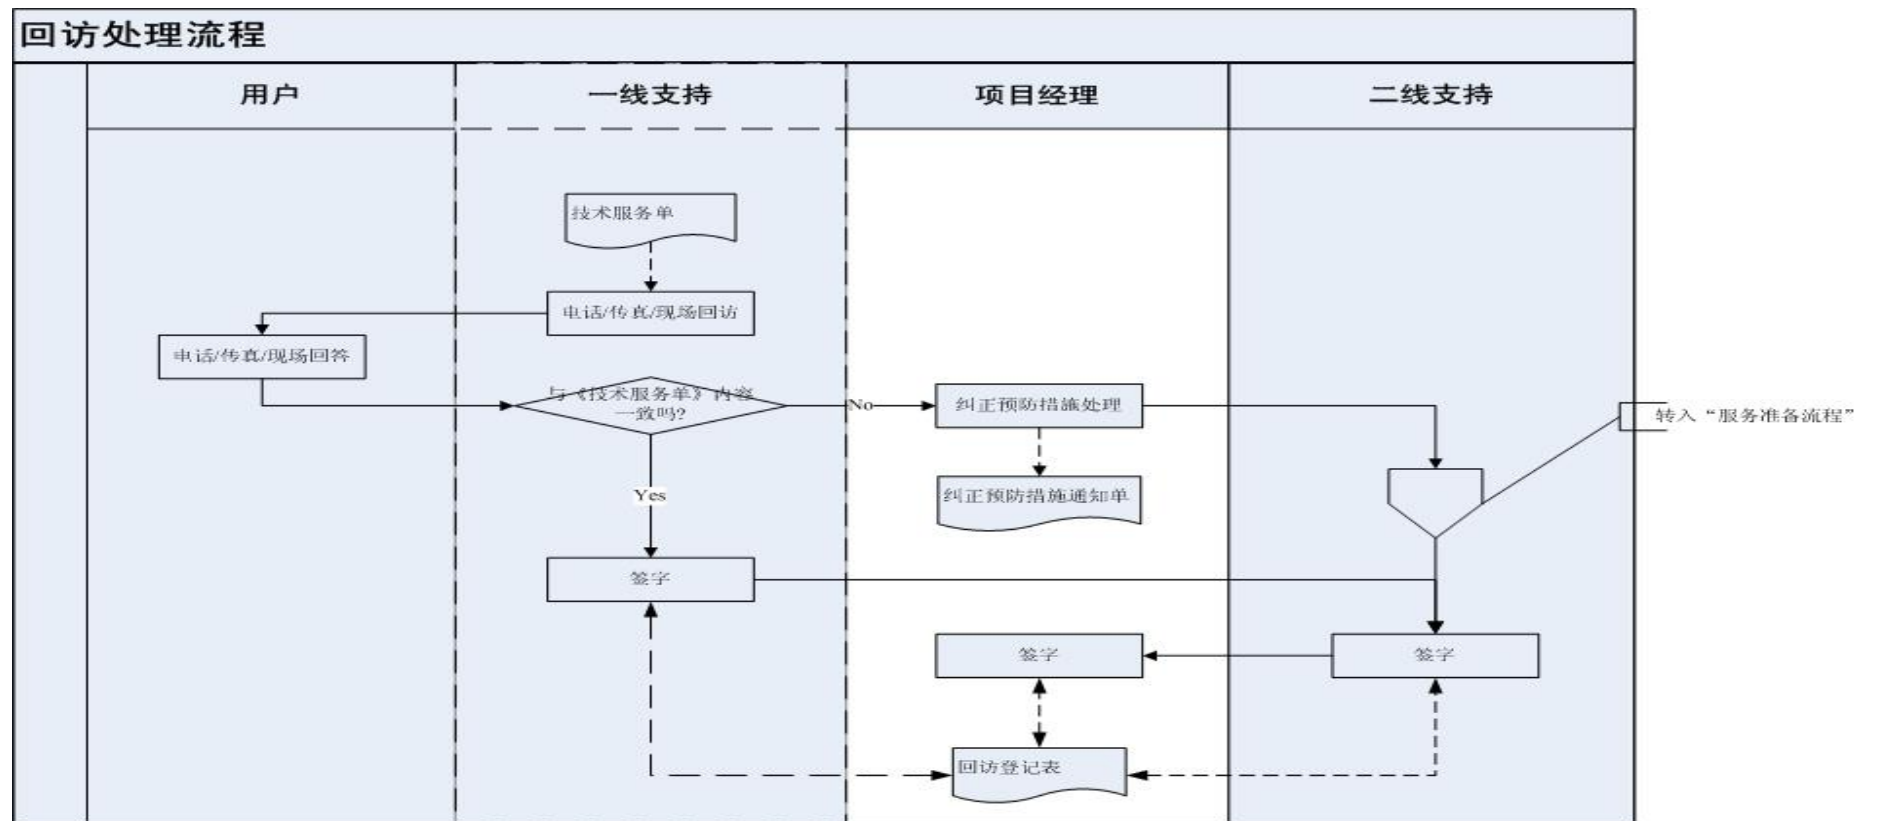 回访处理流程
用户
一线支持
项目经理
二线支持
技术服务单
电话/传真/现场回访
电话/传真/现场回答
与《技术服务单》内容
一致吗?
No
纠正预防措施处理
转入“服务准备流程”
Yes
纠正预防措施通知单
签字
签字
签字
回访登记表